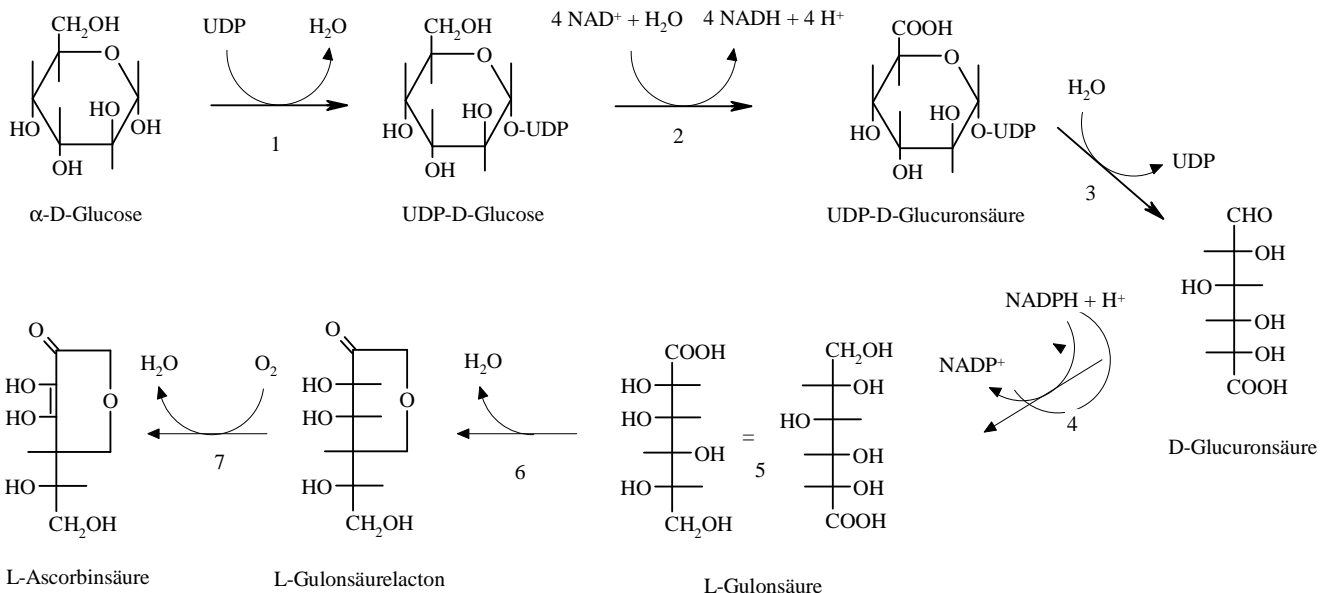 CH2OH
O
HO
HO
OH
OH
α-D-Glucose
UDP
H2O
1
CH2OH
O
HO
HO
O-UDP
OH
UDP-D-Glucose
4 NAD+ + H2O
4 NADH + 4 H+
2
COOH
O
HO
HO
O-UDP
OH
UDP-D-Glucuronsäure
H2O
UDP
3
CHO
OH
HO
OH
OH
COOH
D-Glucuronsäure
NADPH + H+
NADP+
4
CH2OH
OH
HO
OH
OH
COOH
=
5
COOH
HO
HO
OH
HO
CH2OH
L-Gulonsäure
H2O
6
O
HO
HO
O
HO
CH2OH
L-Gulonsäurelacton
H2O
O2
7
O
HO
HO
O
HO
CH2OH
L-Ascorbinsäure